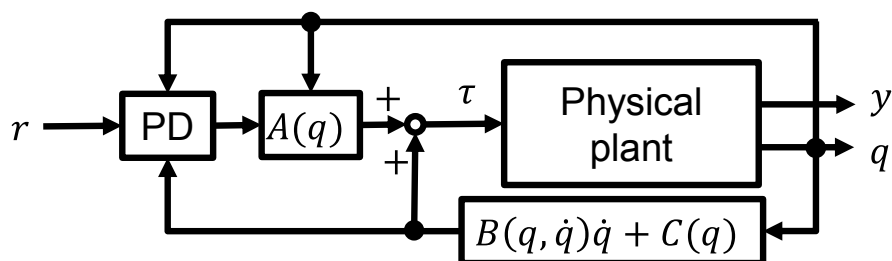 r
PD
A(q)
+
+
τ
Physical
plant
y
q
B(q, q̇)q̇ + C(q)